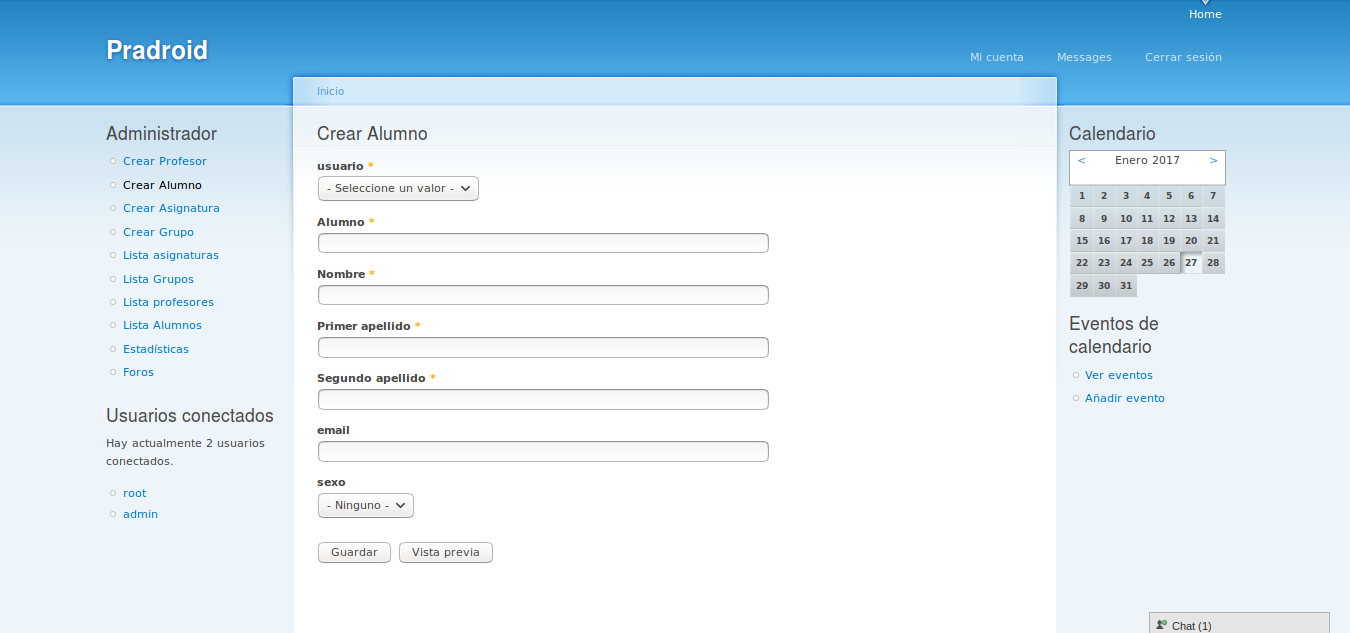 Home
Pradroid
Mi cuenta Messages Cerrar sesión
Inicio
Administrador
Crear Profesor
Crear Alumno
Crear Asignatura
Crear Grupo
Lista asignaturas
Lista Grupos
Lista profesores
Lista Alumnos
Estadísticas
Foros
Usuarios conectados
Hay actualmente 2 usuarios
conectados.
root
admin
Crear Alumno
usuario *
- Seleccione un valor -
Alumno *
Nombre *
Primer apellido *
Segundo apellido *
email
sexo
- Ninguno -
Guardar Vista previa
Calendario
< Enero 2017 >
1 2 3 4 5 6 7
8 9 10 11 12 13 14
15 16 17 18 19 20 21
22 23 24 25 26 27 28
29 30 31
Eventos de
calendario
Ver eventos
Añadir evento
Chat (1)